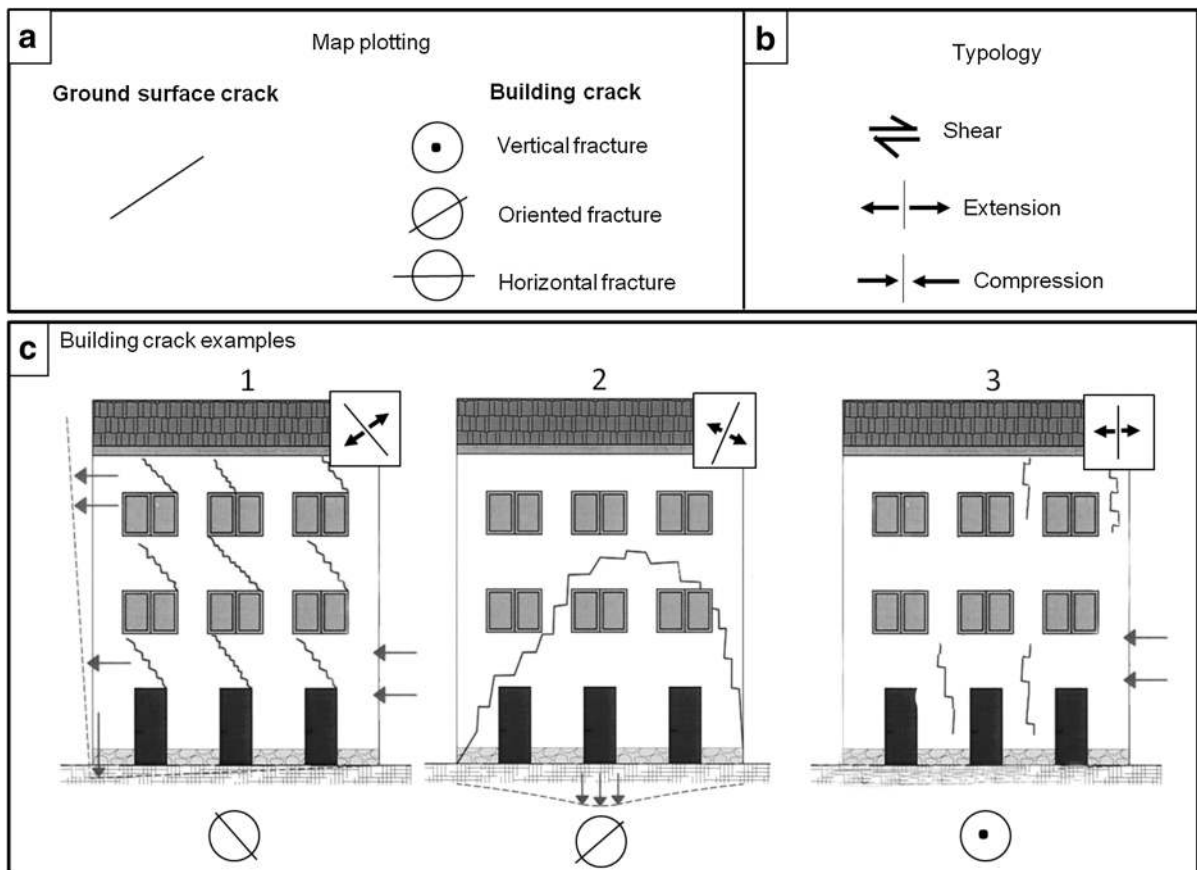 a
Map plotting
Ground surface crack
Building crack
Vertical fracture
Oriented fracture
Horizontal fracture
b
Typology
Shear
Extension
Compression
c
Building crack examples
1
2
3